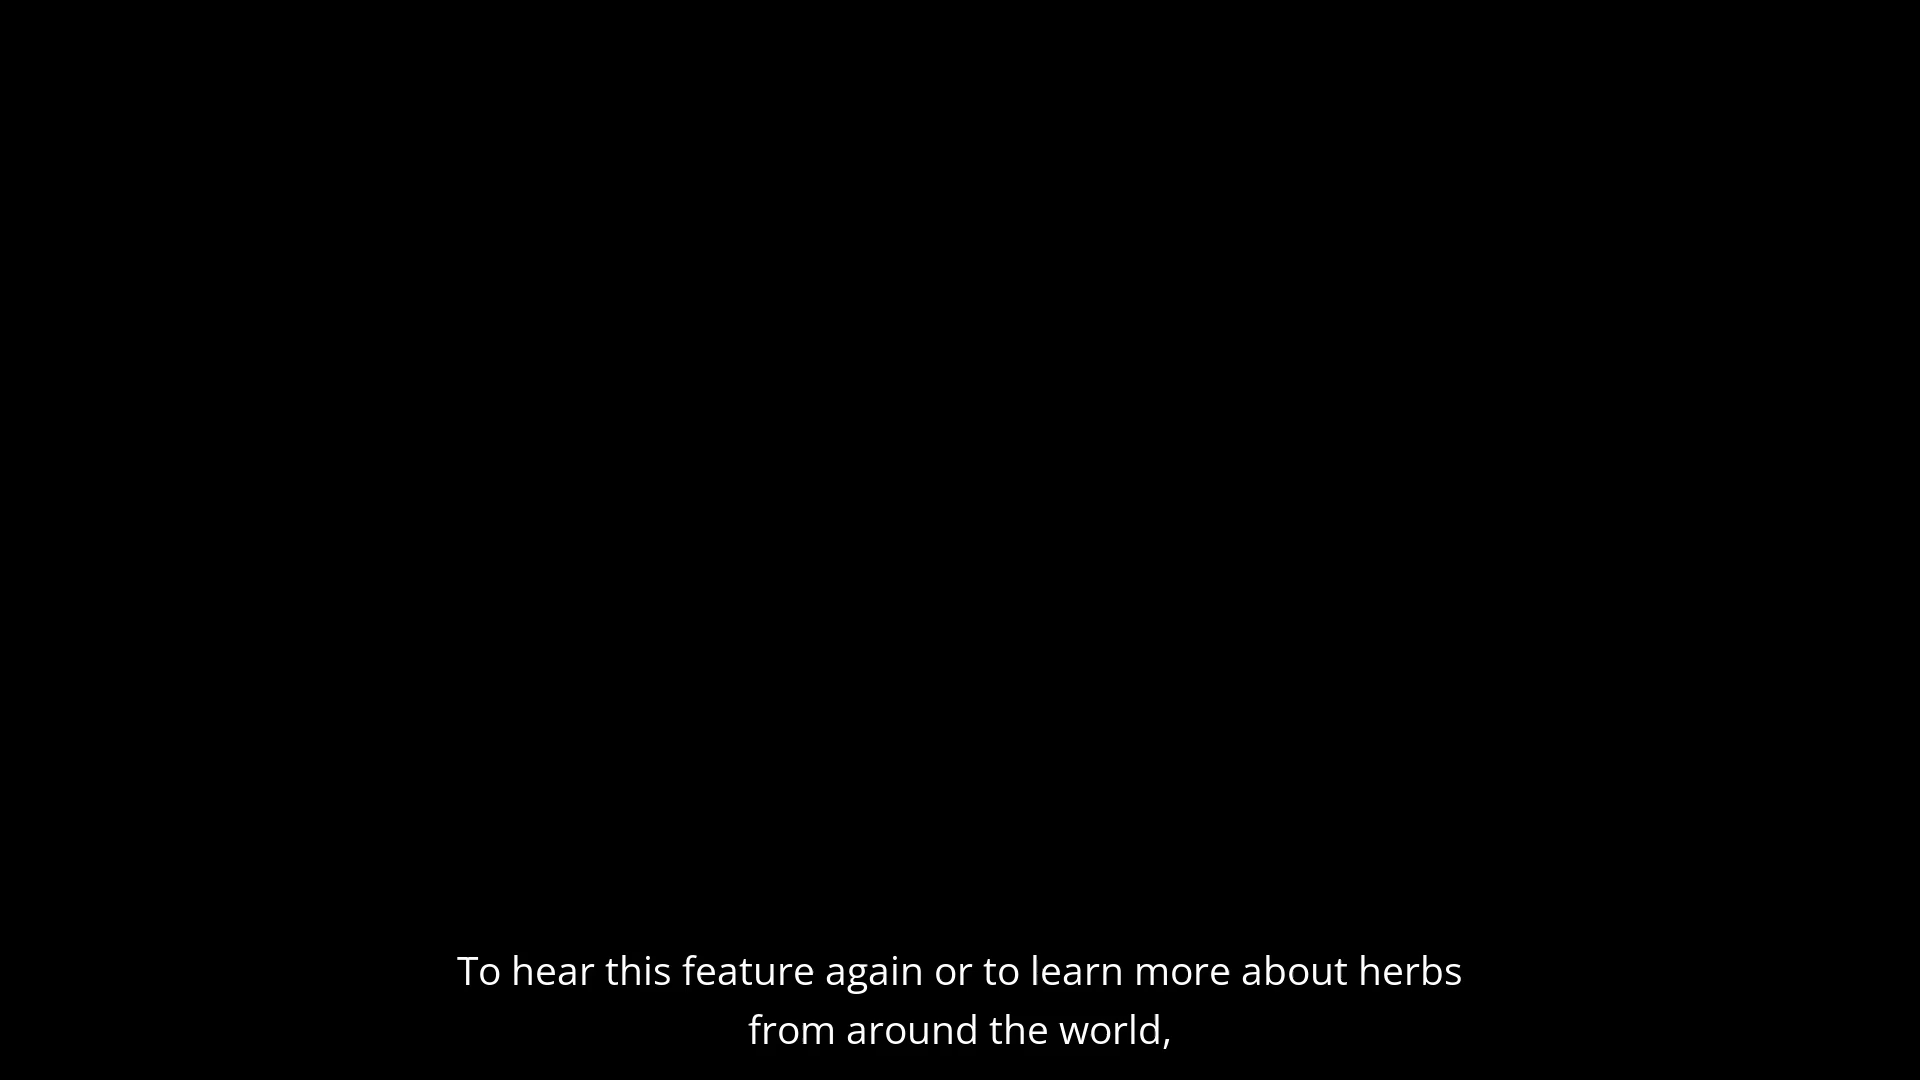 To hear this feature again or to learn more about herbs
from around the world,